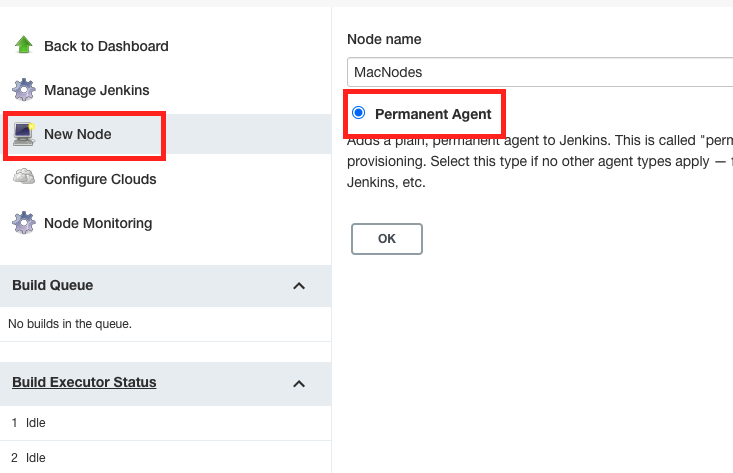 Back to Dashboard
Manage Jenkins
New Node
Configure Clouds
Node Monitoring
Build Queue
No builds in the queue.
Build Executor Status
1 Idle
2 Idle
Node name
MacNodes
Permanent Agent
Adds a plain, permanent agent to Jenkins. This is called "perm
provisioning. Select this type if no other agent types apply —
Jenkins, etc.
OK